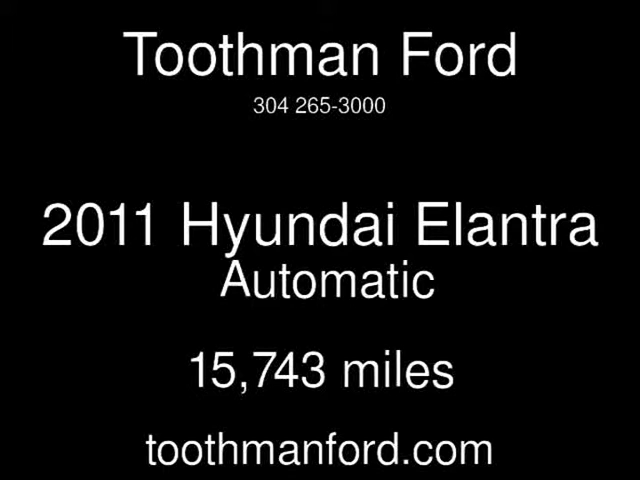 Toothman Ford
304 265-3000
2011 Hyundai Elantra
Automatic
15,743 miles
toothmanford.com